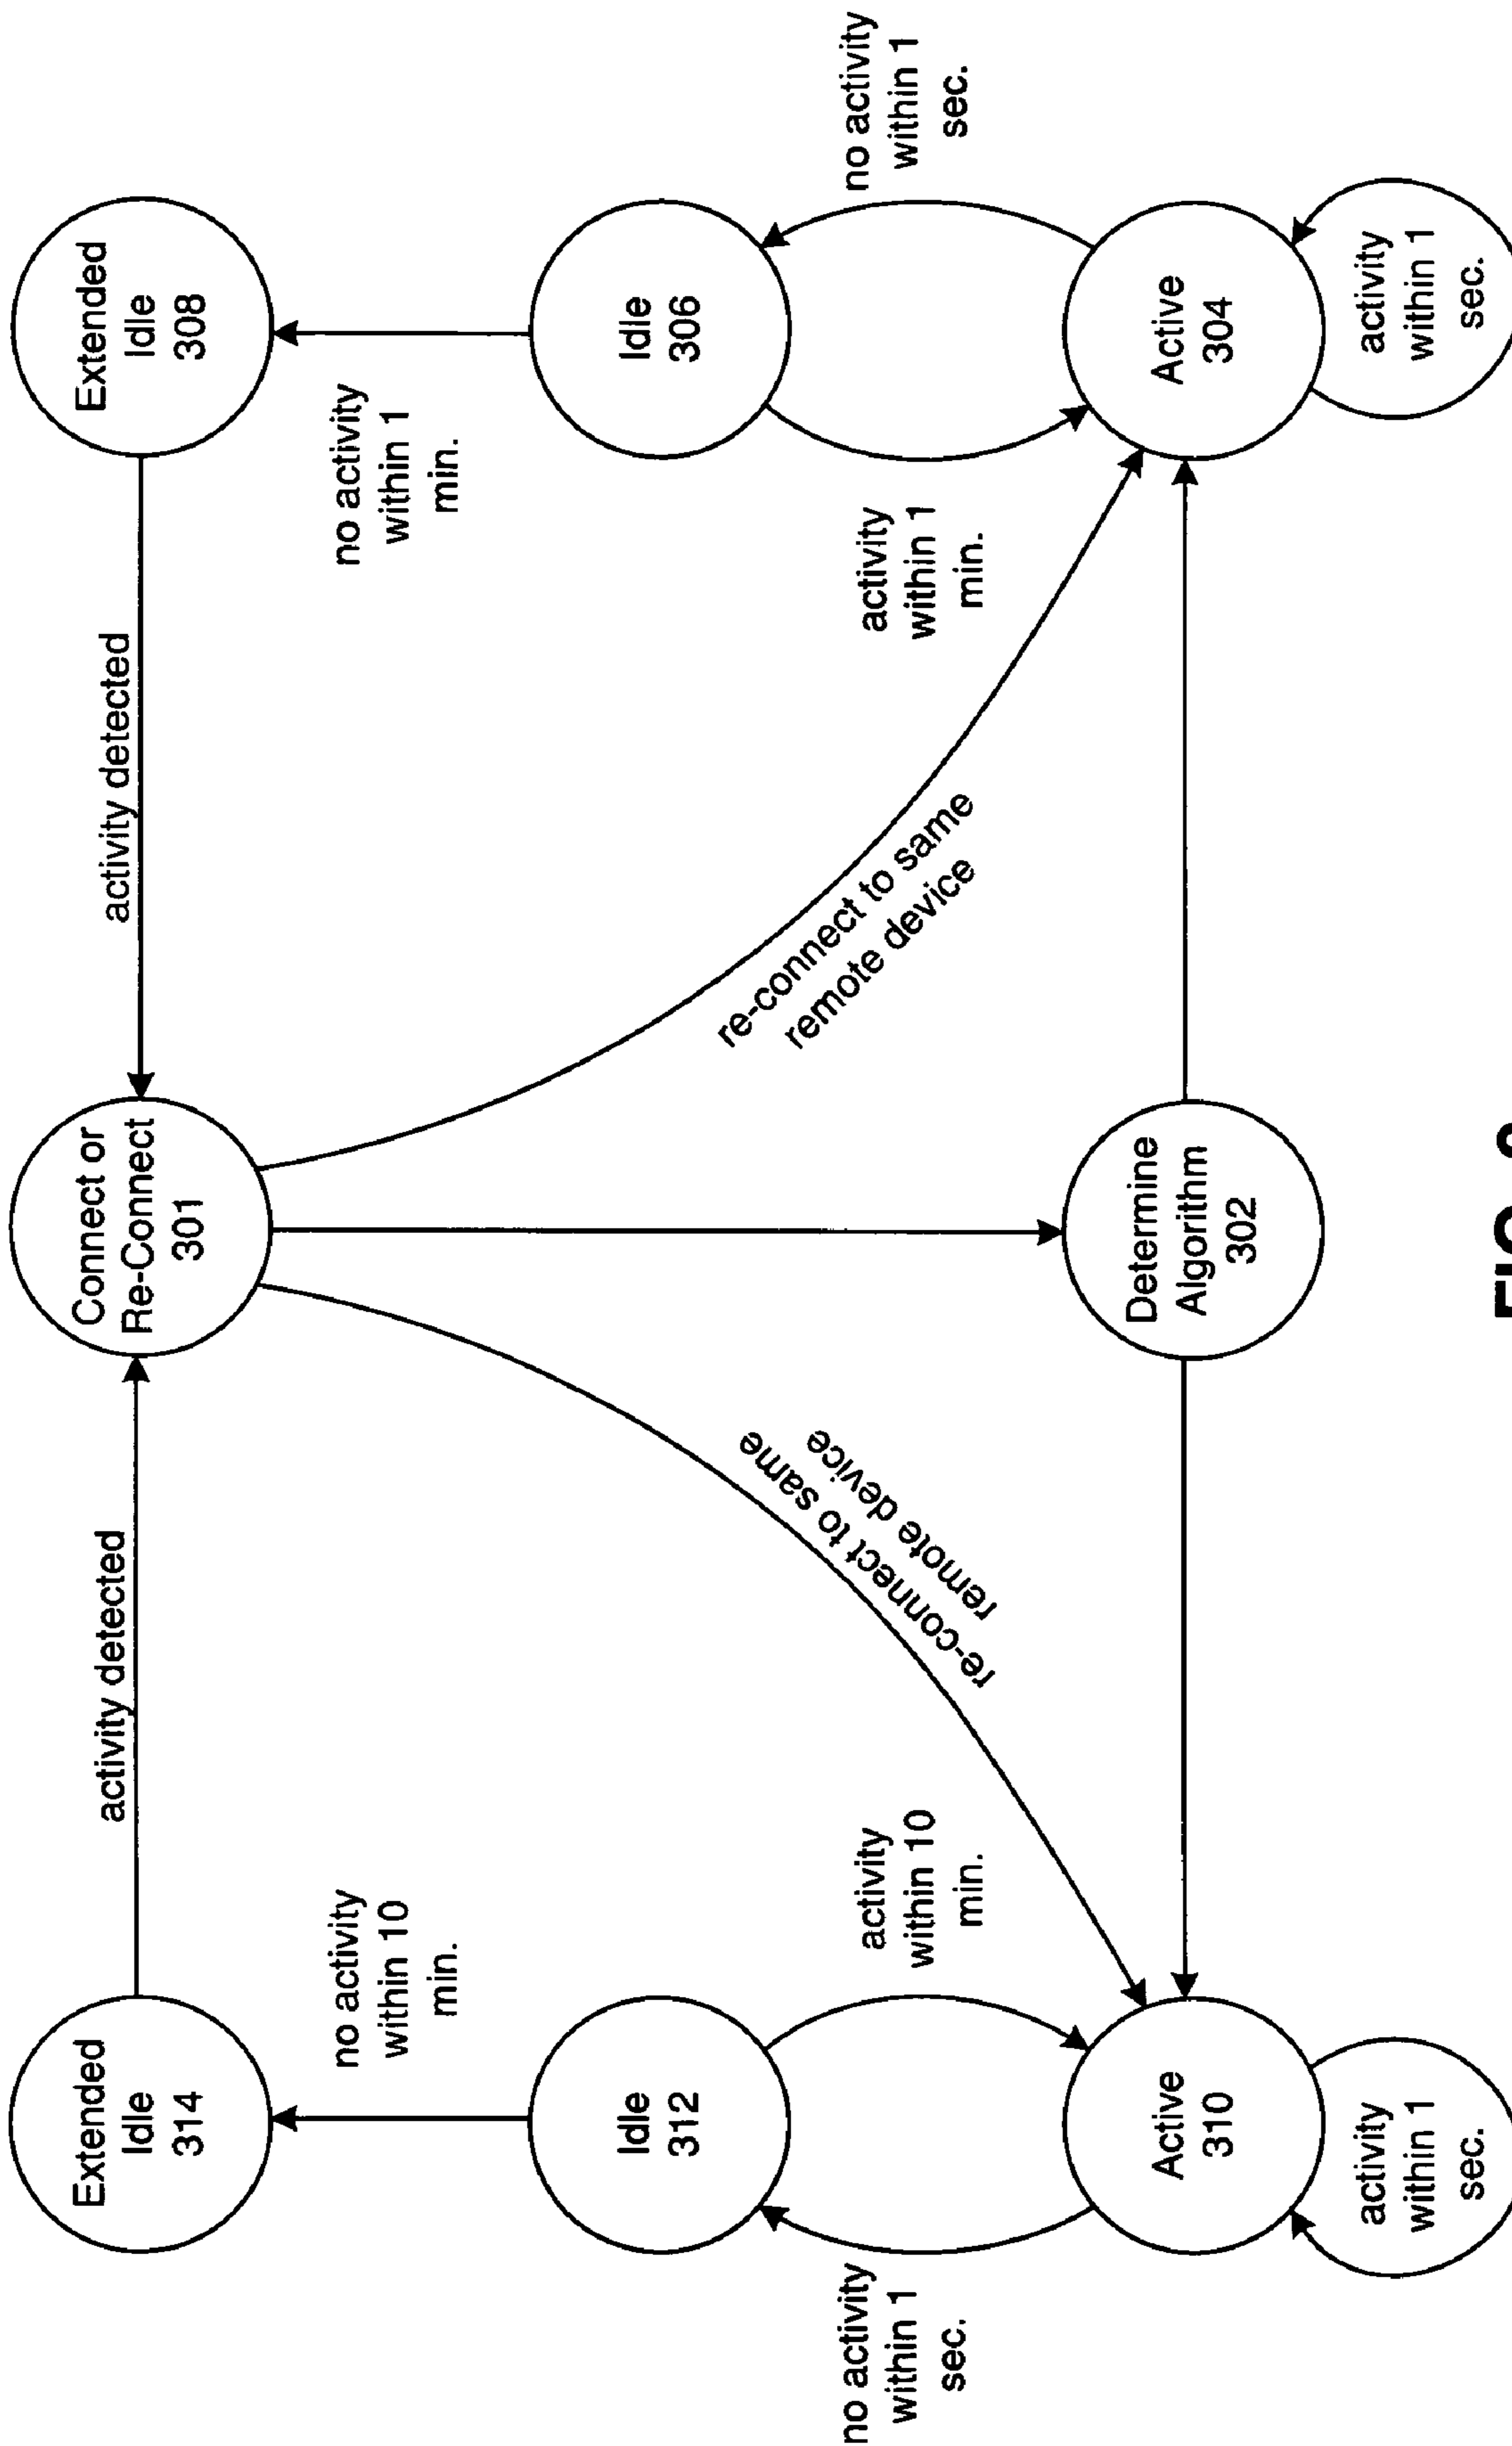 Extended
Idle
314
activity detected
Connect or
Re-Connect
301
activity detected
Extended
Idle
308
no activity
within 10
min.
no activity
within 1
min.
Idle
312
Idle
306
re-connect to same
remote device
re-connect to same
remote device
no activity
within 1
sec.
activity
within 10
min.
activity
within 1
min.
no activity
within 1
sec.
Active
310
Determine
Algorithm
302
Active
304
activity
within 1
sec.
activity
within 1
sec.